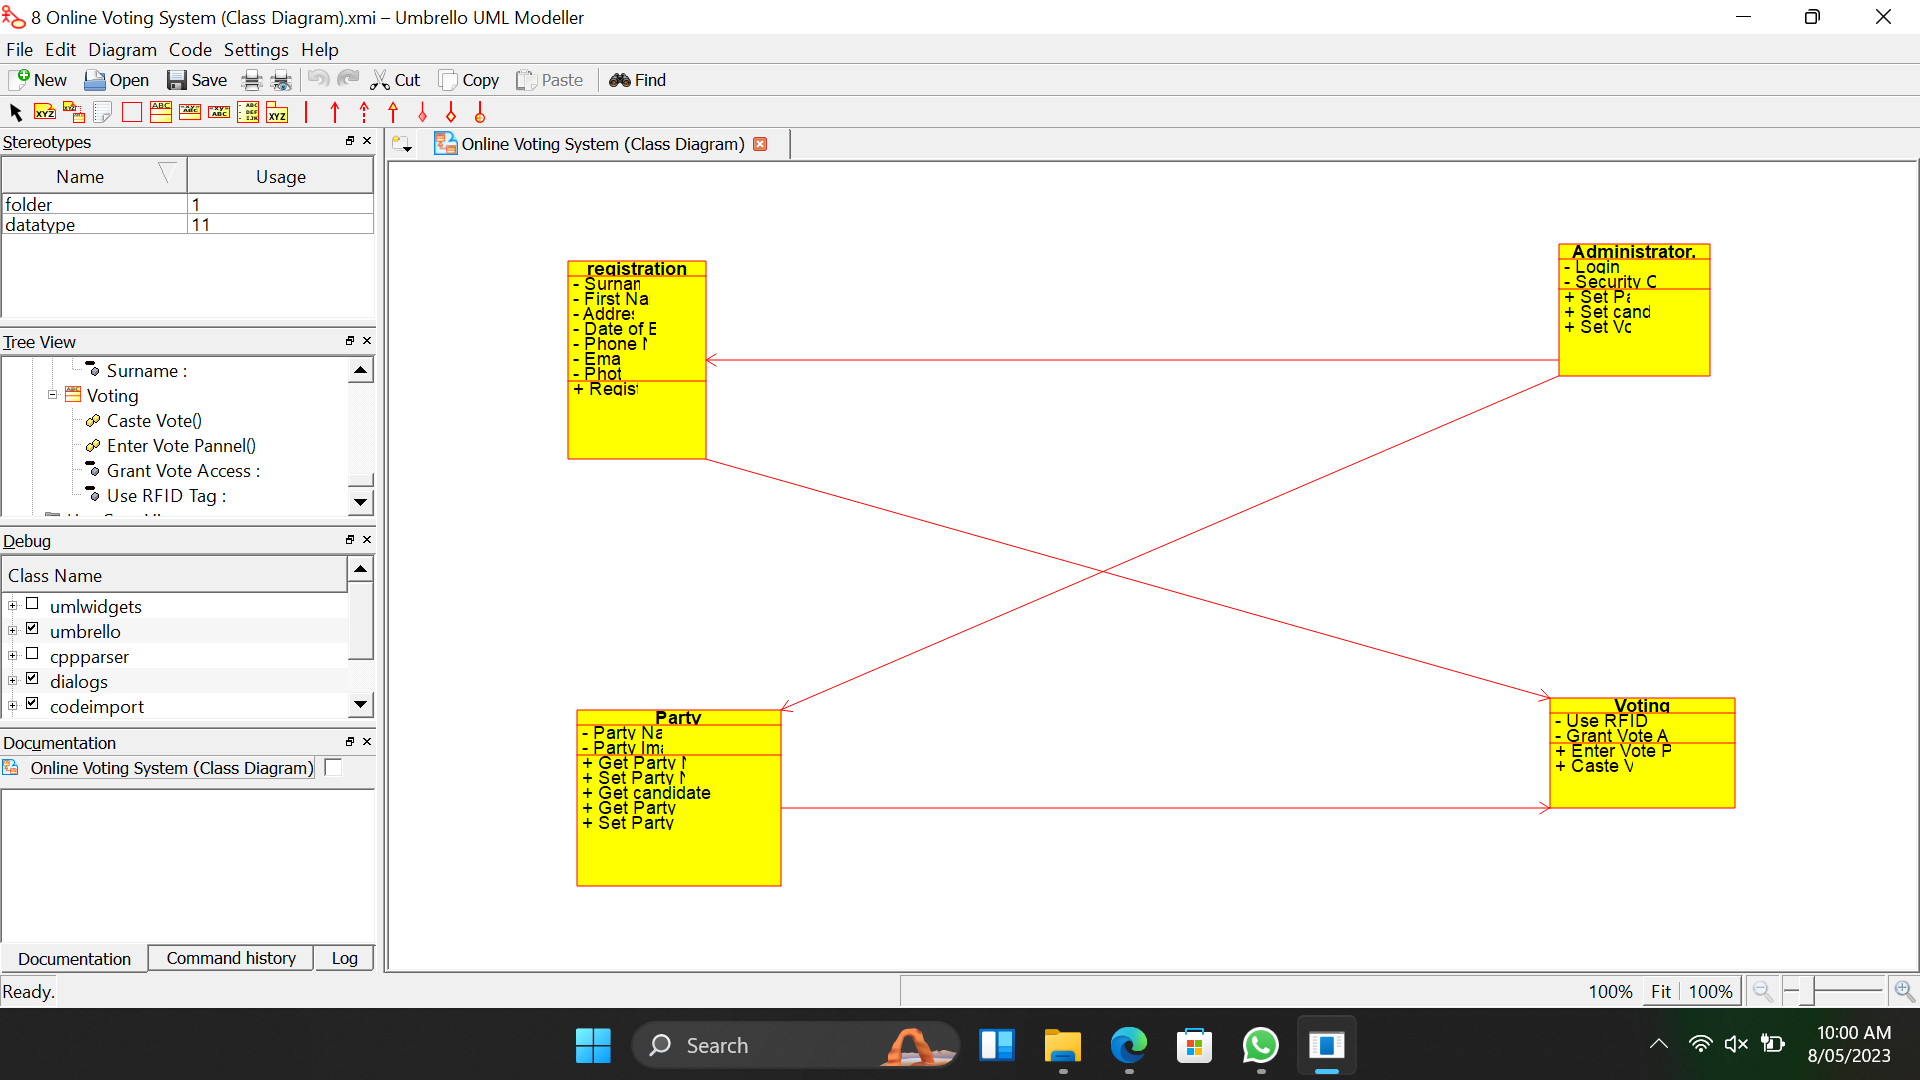 8 Online Voting System (Class Diagram).xmi – Umbrello UML Modeller
File Edit Diagram Code Settings Help
New Open Save Cut Copy Paste Find
Stereotypes
Online Voting System (Class Diagram)
Name Usage
folder 1
datatype 11
Tree View
Surname :
Voting
Caste Vote()
Enter Vote Pannel()
Grant Vote Access :
Use RFID Tag :
Debug
Class Name
umlwidgets
umbrello
cppparser
dialogs
codeimport
Documentation
Online Voting System (Class Diagram)
Documentation Command history Log
registration
- Surnam
- First Na
- Addres
- Date of B
- Phone N
- Ema
- Phot
+ Regist
Administrator.
- Login
- Security C
+ Set Pa
+ Set cand
+ Set Vo
Party
- Party Na
- Party Ima
+ Get Party N
+ Set Party N
+ Get candidate
+ Get Party
+ Set Party
Voting
- Use RFID
- Grant Vote A
+ Enter Vote P
+ Caste V
Ready.
100% Fit 100%
Search
10:00 AM
8/05/2023